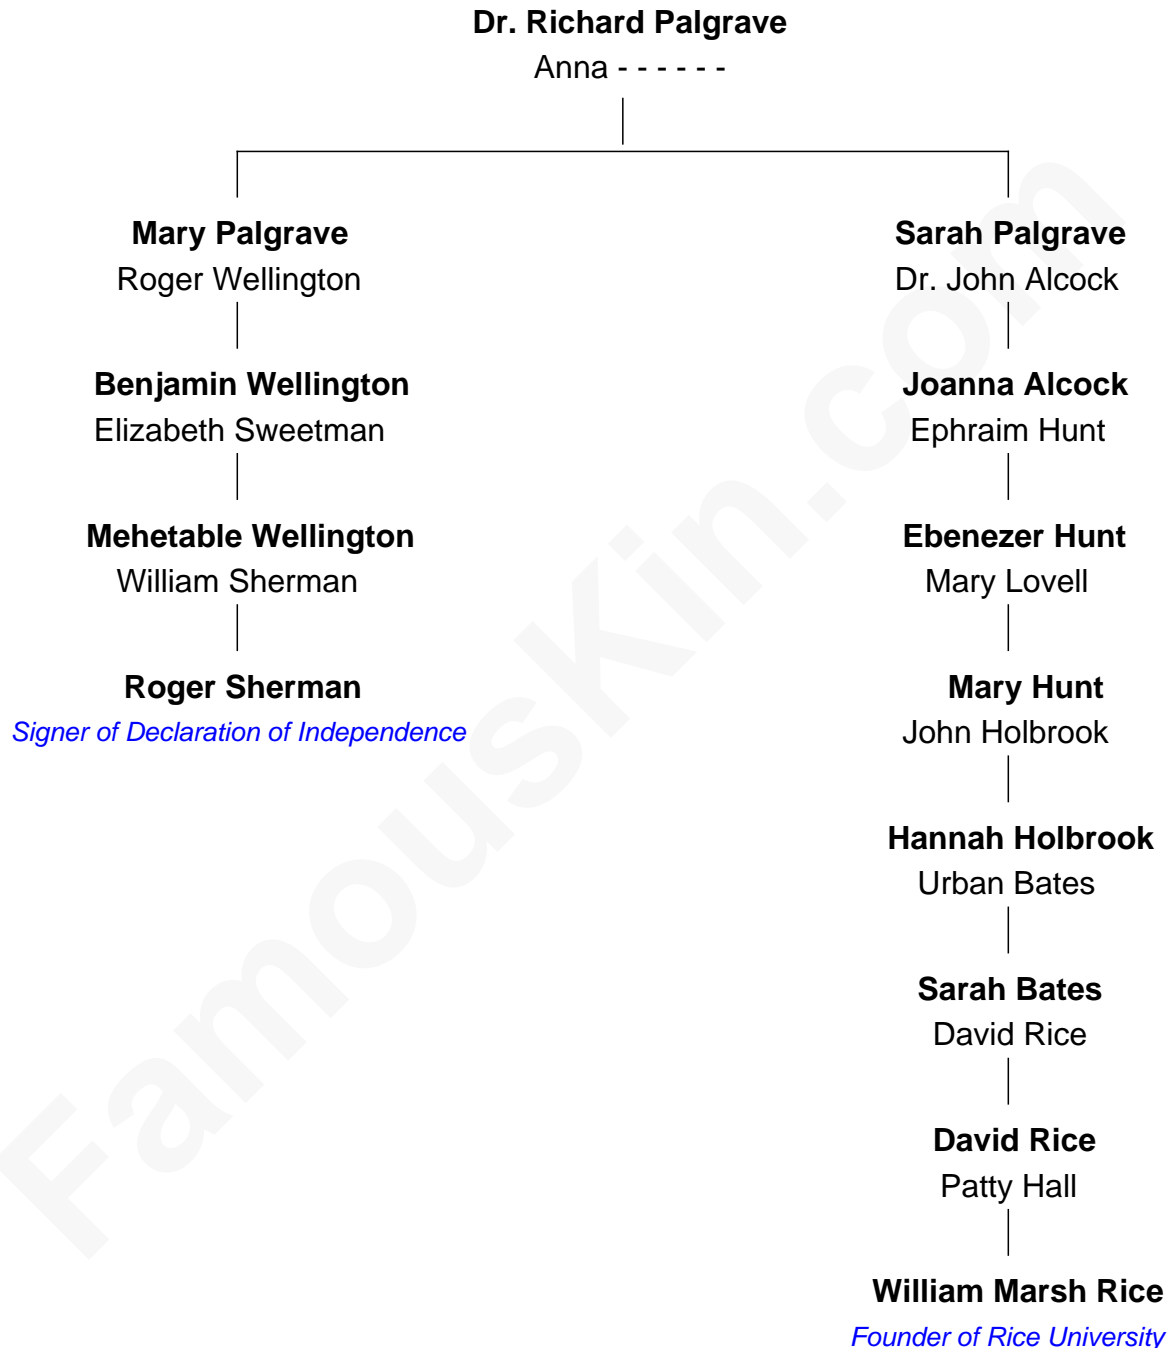 Dr. Richard Palgrave
Anna - - - - - -
Mary Palgrave
Roger Wellington
Sarah Palgrave
Dr. John Alcock
Benjamin Wellington
Elizabeth Sweetman
Joanna Alcock
Ephraim Hunt
Mehetable Wellington
William Sherman
Ebenezer Hunt
Mary Lovell
Roger Sherman
Signer of Declaration of Independence
Mary Hunt
John Holbrook
Hannah Holbrook
Urban Bates
Sarah Bates
David Rice
David Rice
Patty Hall
William Marsh Rice
Founder of Rice University
FamousKin.com